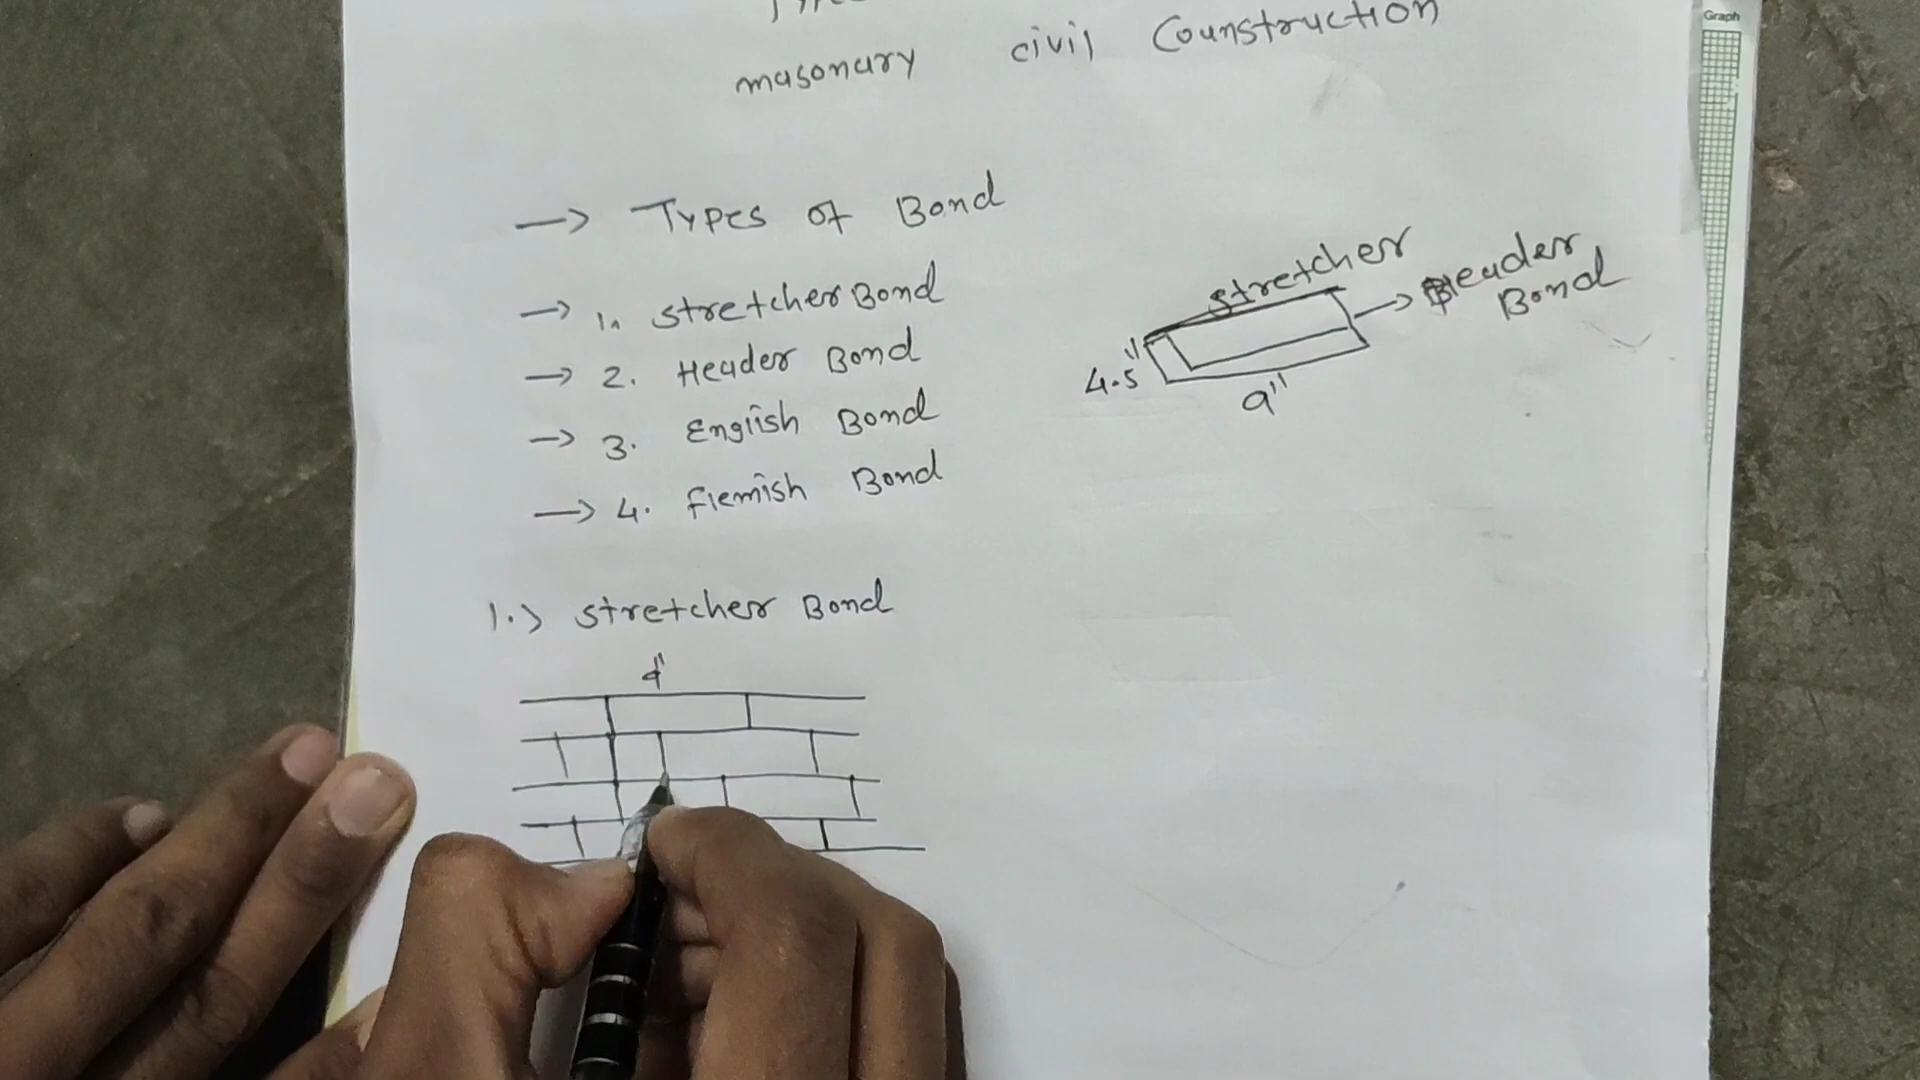 masonary civil Counstruction
Graph
→ Types of Bond
→ 1. stretcher Bond
→ 2. Header Bond
→ 3. English Bond
→ 4. flemish Bond
stretcher
Header
Bond
4.5"
9"
1.> stretcher Bond